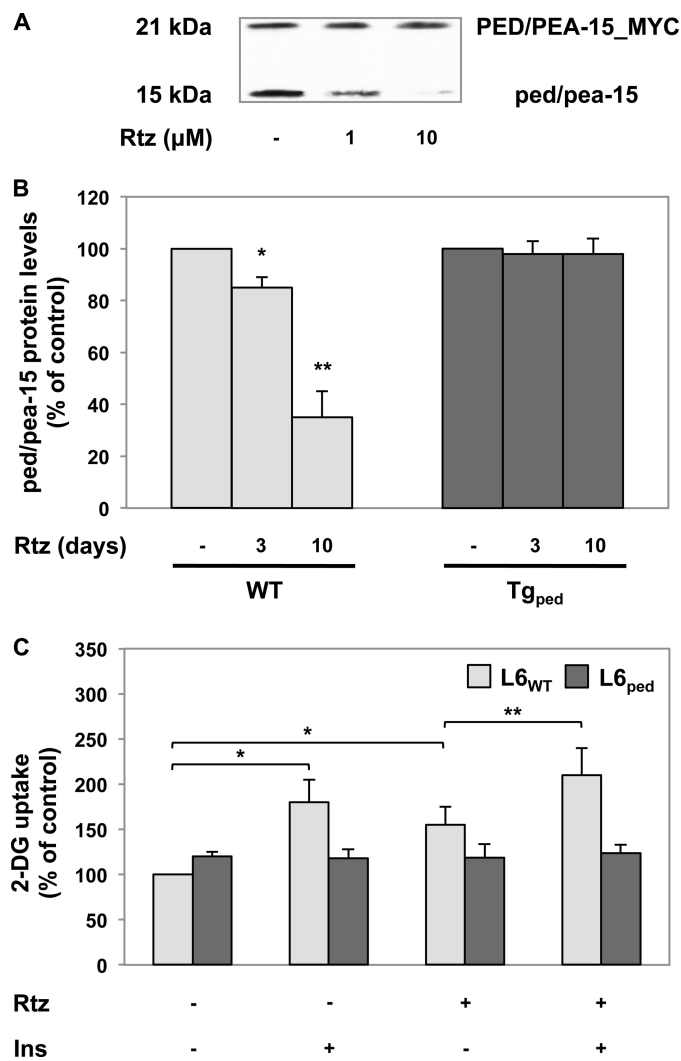 A
21 kDa PED/PEA-15_MYC
15 kDa ped/pea-15
Rtz (µM) - 1 10
B
ped/pea-15 protein levels
(% of control)
120
100
80
60
40
20
0
* **
Rtz (days) - 3 10 - 3 10
WT Tgped
C
2-DG uptake
(% of control)
350
300
250
200
150
100
50
0
L6WT L6ped
* * **
Rtz - - + +
Ins - + - +